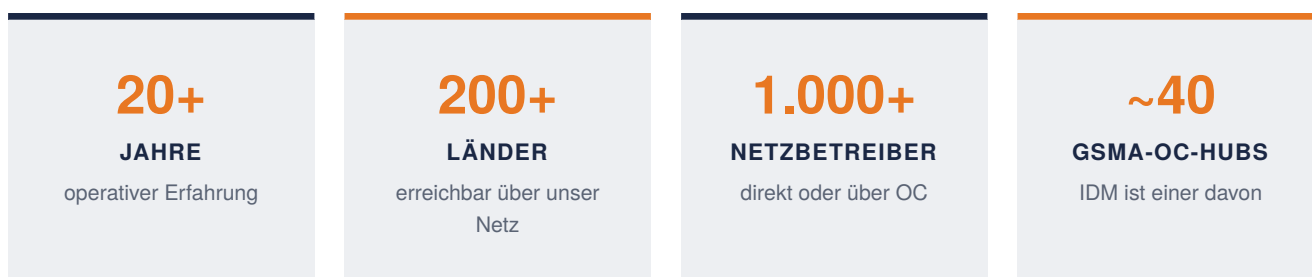 20+
JAHRE
operativer Erfahrung
200+
LÄNDER
erreichbar über unser
Netz
1.000+
NETZBETREIBER
direkt oder über OC
~40
GSMA-OC-HUBS
IDM ist einer davon